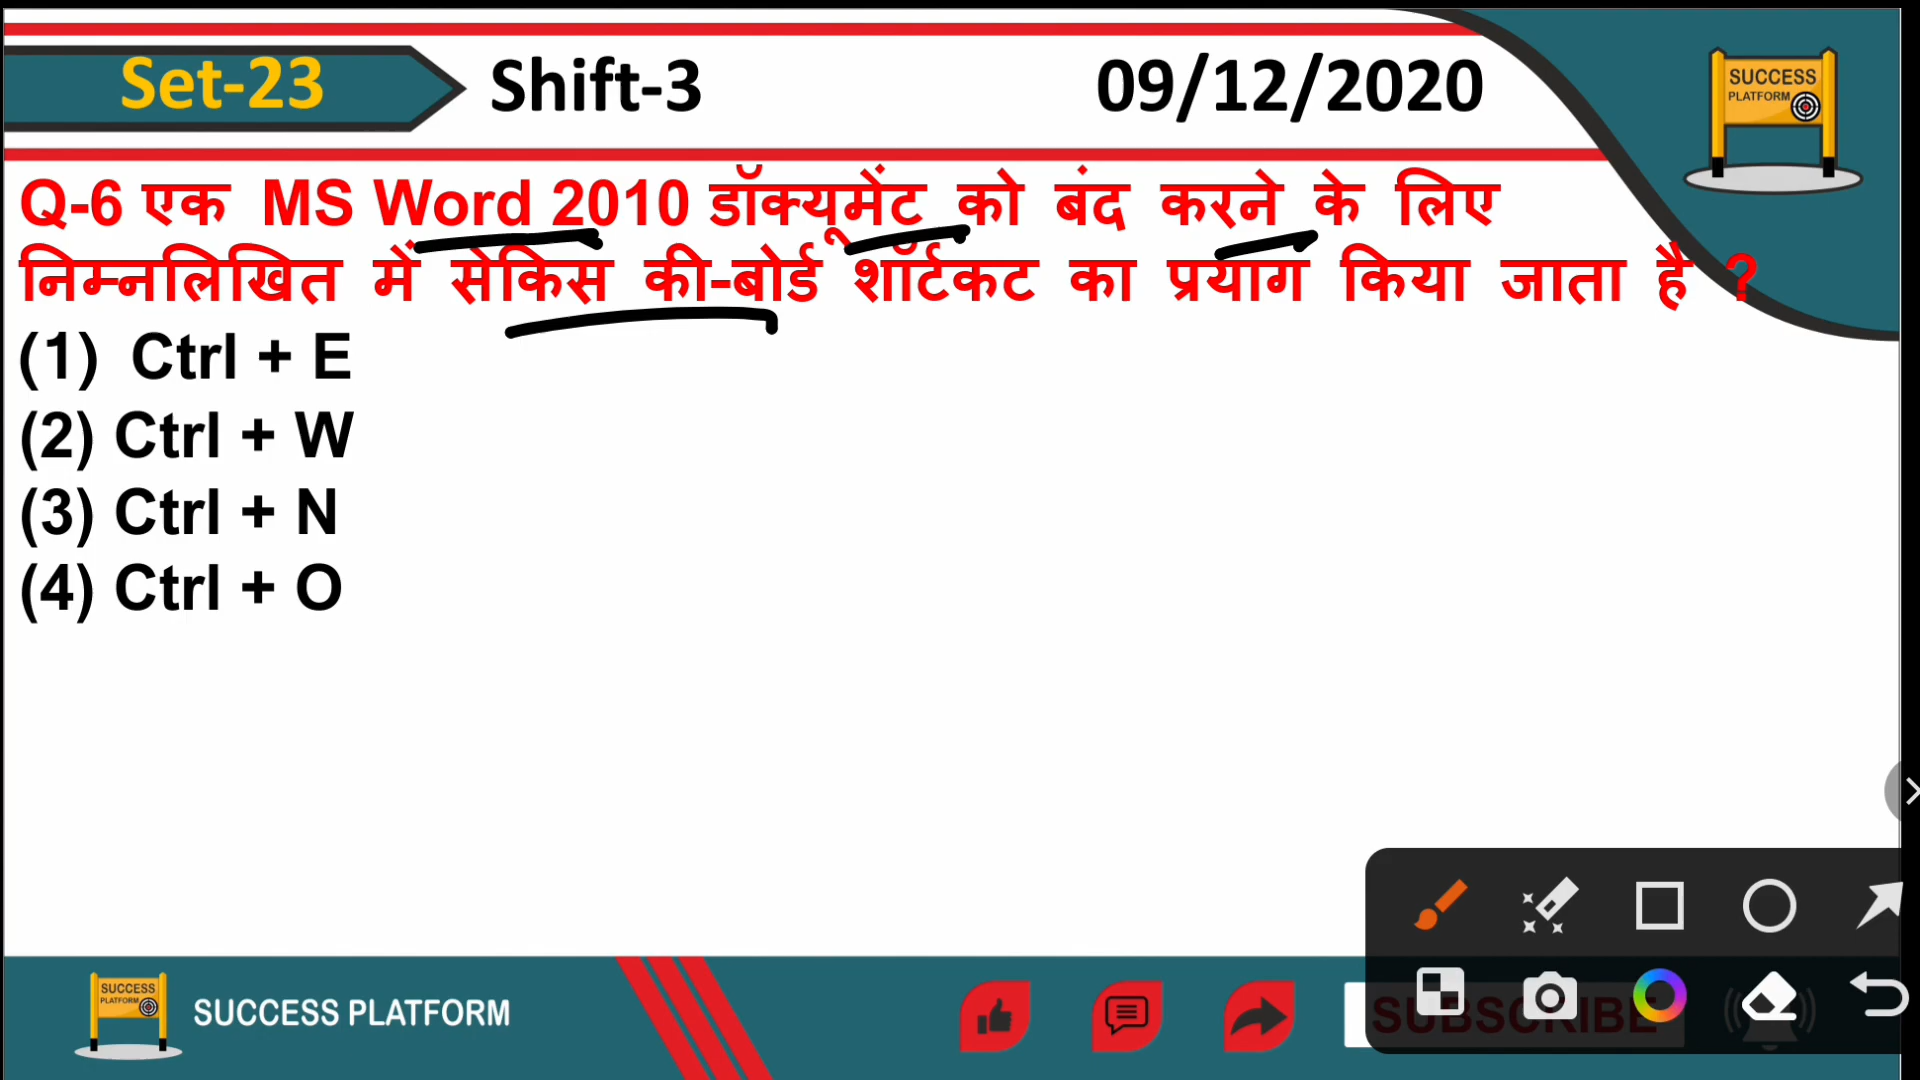 Set-23 Shift-3 09/12/2020
SUCCESS
PLATFORM
Q-6 एक MS Word 2010 डॉक्यूमेंट को बंद करने के लिए
निम्नलिखित में सेकिस की-बोर्ड शॉर्टकट का प्रयोग किया जाता है ?
(1) Ctrl + E
(2) Ctrl + W
(3) Ctrl + N
(4) Ctrl + O
SUCCESS
PLATFORM
SUCCESS PLATFORM
SUBSCRIBE